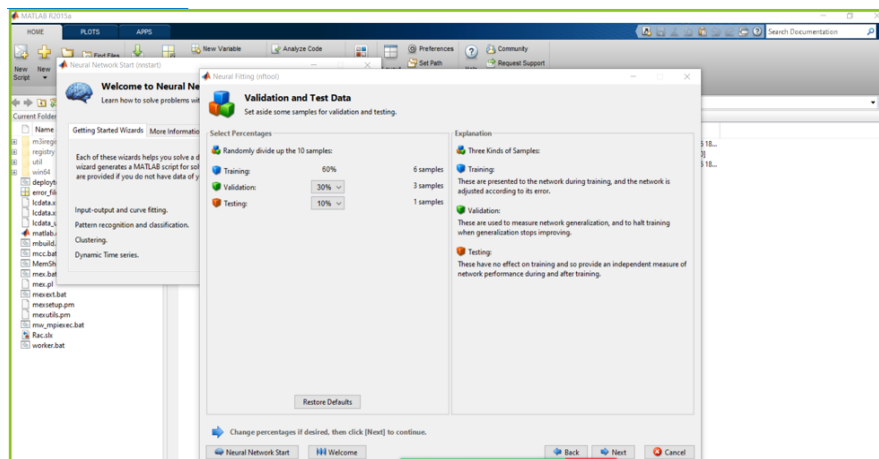 MATLAB R2015a
HOME PLOTS APPS
Search Documentation
New Script
New
Find Files
New Variable
Analyze Code
Preferences
Set Path
Community
Request Support
Neural Network Start (nnstart)
Welcome to Neural Ne
Learn how to solve problems wi
Getting Started Wizards More Informatio
Each of these wizards helps you solve a d
wizard generates a MATLAB script for sol
are provided if you do not have data of y
Input-output and curve fitting.
Pattern recognition and classification.
Clustering.
Dynamic Time series.
Current Folder
Name
m3iregi
registry
util
win64
deployt
error_fil
lcdata.x
lcdata.x
lcdata_u
matlab.
mbuild.
mcc.bat
MemSh
mex.bat
mex.pl
mexext.bat
mexsetup.pm
mexutils.pm
mw_mpiexec.bat
Rac.slx
worker.bat
Neural Fitting (nftool)
Validation and Test Data
Set aside some samples for validation and testing.
Select Percentages
Randomly divide up the 10 samples:
Training: 60% 6 samples
Validation: 30% 3 samples
Testing: 10% 1 samples
Restore Defaults
Explanation
Three Kinds of Samples:
Training:
These are presented to the network during training, and the network is
adjusted according to its error.
Validation:
These are used to measure network generalization, and to halt training
when generalization stops improving.
Testing:
These have no effect on training and so provide an independent measure of
network performance during and after training.
Change percentages if desired, then click [Next] to continue.
Neural Network Start Welcome Back Next Cancel